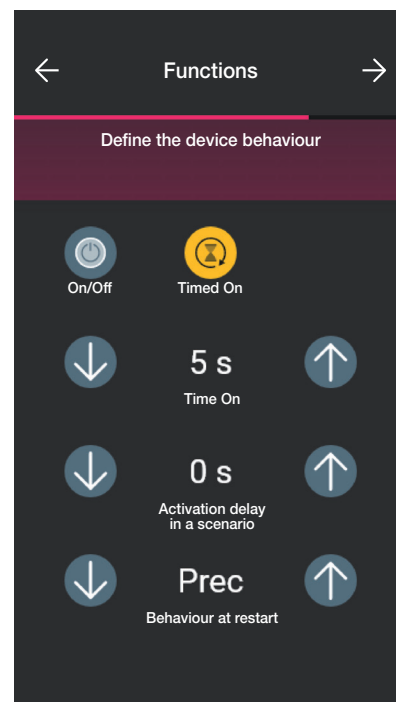 Functions
Define the device behaviour
On/Off
Timed On
5 s
Time On
0 s
Activation delay
in a scenario
Prec
Behaviour at restart